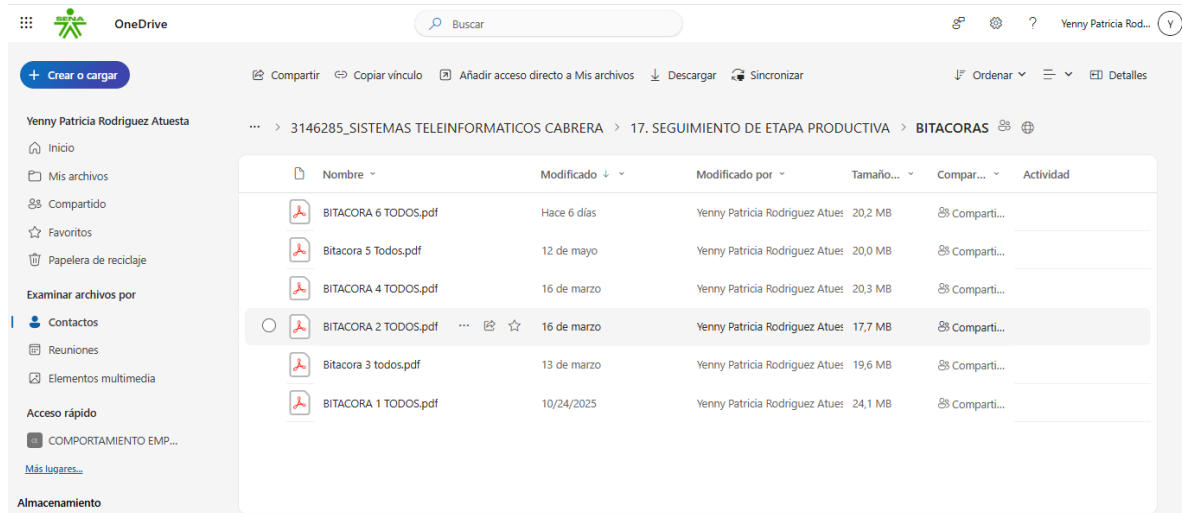 SENA
OneDrive
Buscar
Yenny Patricia Rod...
Y
+ Crear o cargar
Compartir
Copiar vínculo
Añadir acceso directo a Mis archivos
Descargar
Sincronizar
Ordenar
Detalles
Yenny Patricia Rodriguez Atuesta
Inicio
Mis archivos
Compartido
Favoritos
Papelera de reciclaje
Examinar archivos por
Contactos
Reuniones
Elementos multimedia
Acceso rápido
COMPORTAMIENTO EMP...
Más lugares...
Almacenamiento
... > 3146285_SISTEMAS TELEINFORMATICOS CABRERA > 17. SEGUIMIENTO DE ETAPA PRODUCTIVA > BITACORAS
Nombre Modificado ↓ Modificado por Tamaño... Compar... Actividad
BITACORA 6 TODOS.pdf Hace 6 días Yenny Patricia Rodriguez Atues 20,2 MB Comparti...
Bitacora 5 Todos.pdf 12 de mayo Yenny Patricia Rodriguez Atues 20,0 MB Comparti...
BITACORA 4 TODOS.pdf 16 de marzo Yenny Patricia Rodriguez Atues 20,3 MB Comparti...
BITACORA 2 TODOS.pdf ... 16 de marzo Yenny Patricia Rodriguez Atues 17,7 MB Comparti...
Bitacora 3 todos.pdf 13 de marzo Yenny Patricia Rodriguez Atues 19,6 MB Comparti...
BITACORA 1 TODOS.pdf 10/24/2025 Yenny Patricia Rodriguez Atues 24,1 MB Comparti...